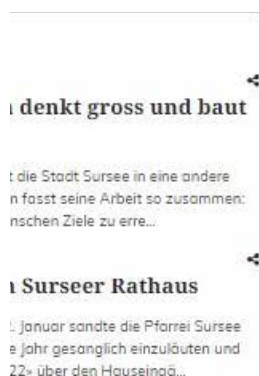 denkt gross und baut
die Stadt Sursee in eine andere
fasst seine Arbeit so zusammen:
Ziele zu erre...
Surseer Rathaus
Januar sandte die Pfarrei Sursee
Jahr gesanglich einzuläuten und
22» über den Hauseingä...